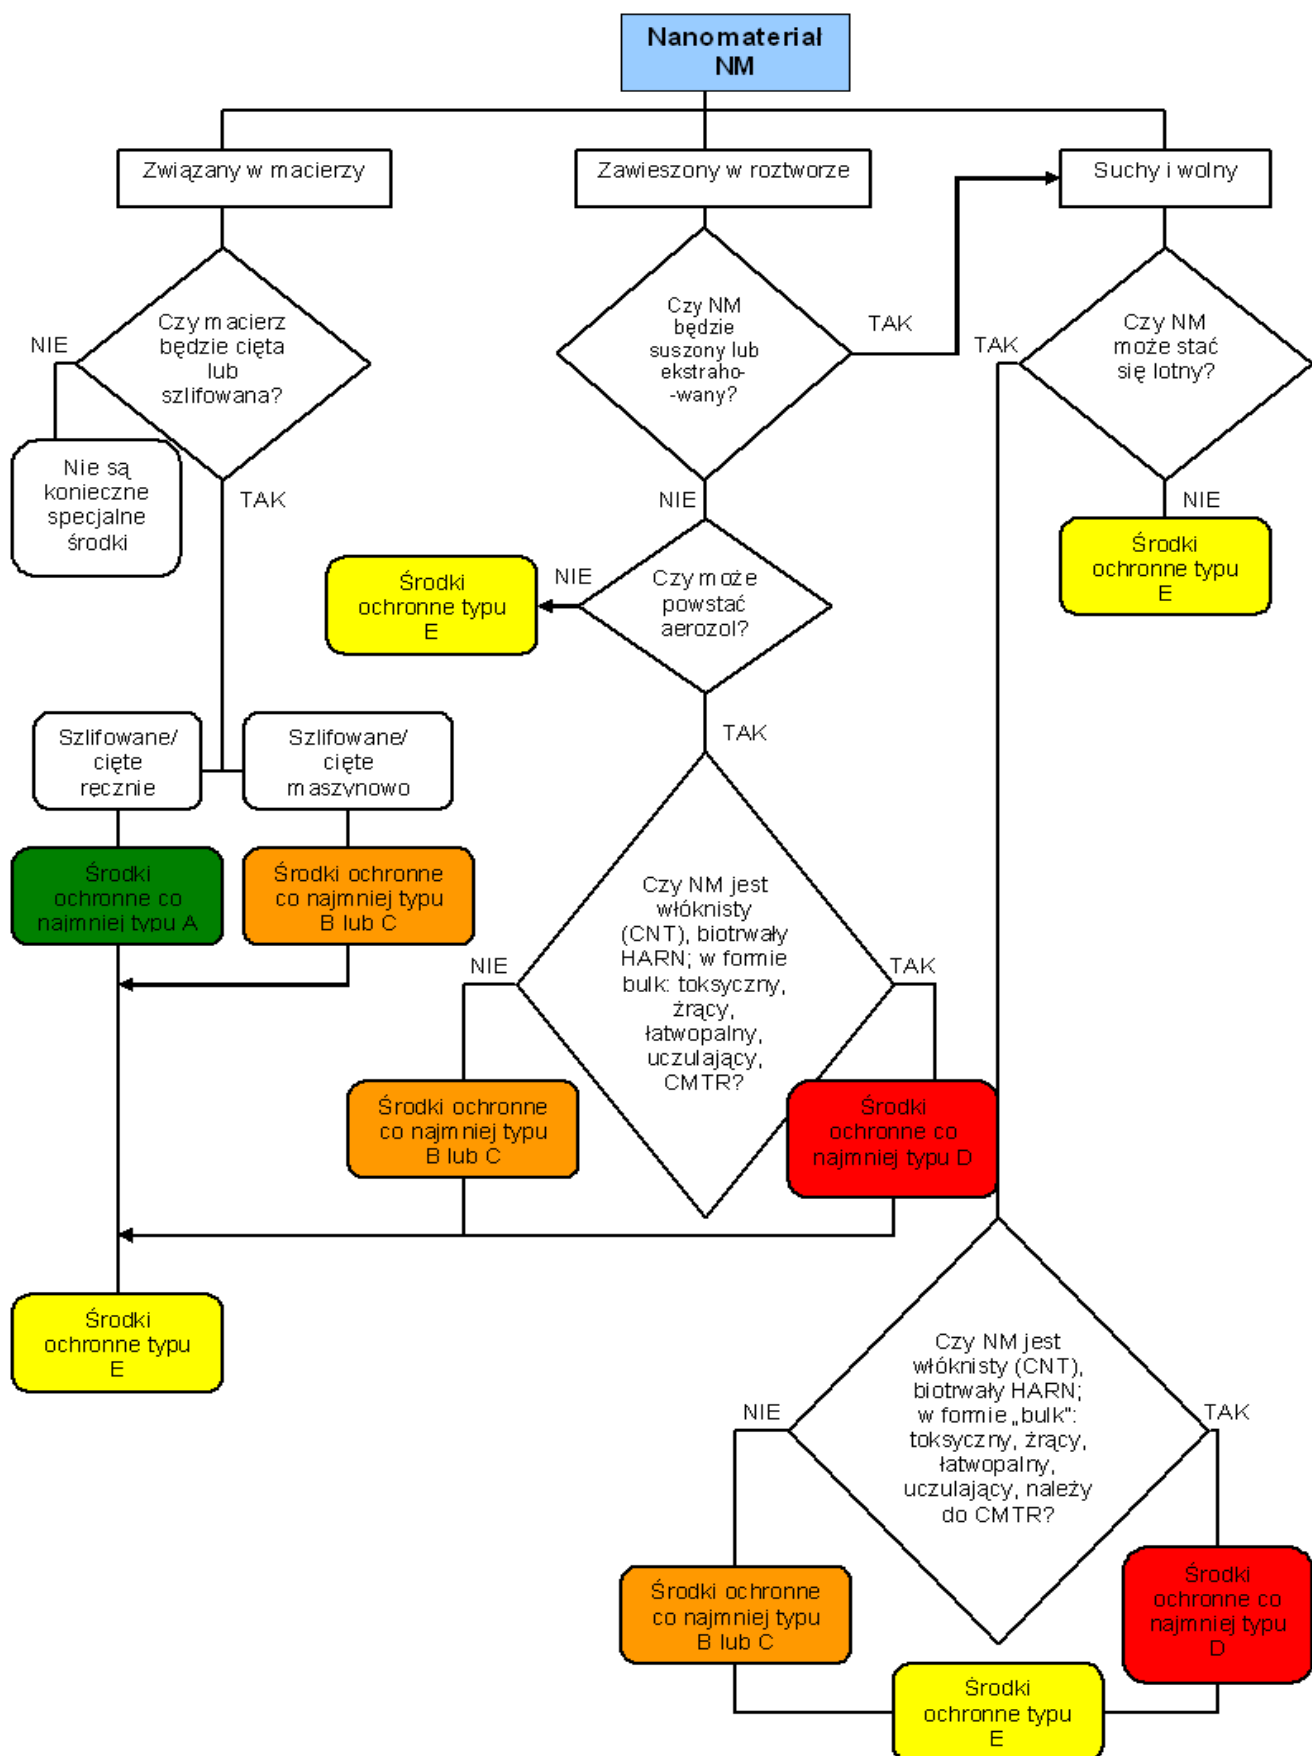 Nanomateriał
NM
Związany w macierzy
Zawieszony w roztworze
Suchy i wolny
Czy macierz
będzie cięta
lub
szlifowana?
NIE
TAK
Nie są
konieczne
specjalne
środki
Czy NM
będzie
suszony lub
ekstraho-
-wany?
TAK
NIE
Czy NM
może stać
się lotny?
TAK
NIE
Środki
ochronne typu
E
Czy może
powstać
aerozol?
NIE
TAK
Środki
ochronne typu
E
Szlifowane/
cięte
ręcznie
Szlifowane/
cięte
maszynowo
Środki
ochronne co
najmniej typu A
Środki ochronne
co najmniej typu
B lub C
Czy NM jest
włóknisty
(CNT), biotrwały
HARN; w formie
bulk: toksyczny,
żrący,
łatwopalny,
uczulający,
CMTR?
NIE
TAK
Środki ochronne
co najmniej typu
B lub C
Środki
ochronne co
najmniej typu D
Środki
ochronne typu
E
Czy NM jest
włóknisty (CNT),
biotrwały HARN;
w formie „bulk”:
toksyczny, żrący,
łatwopalny,
uczulający, należy
do CMTR?
NIE
TAK
Środki ochronne
co najmniej typu
B lub C
Środki
ochronne co
najmniej typu
D
Środki
ochronne typu
E